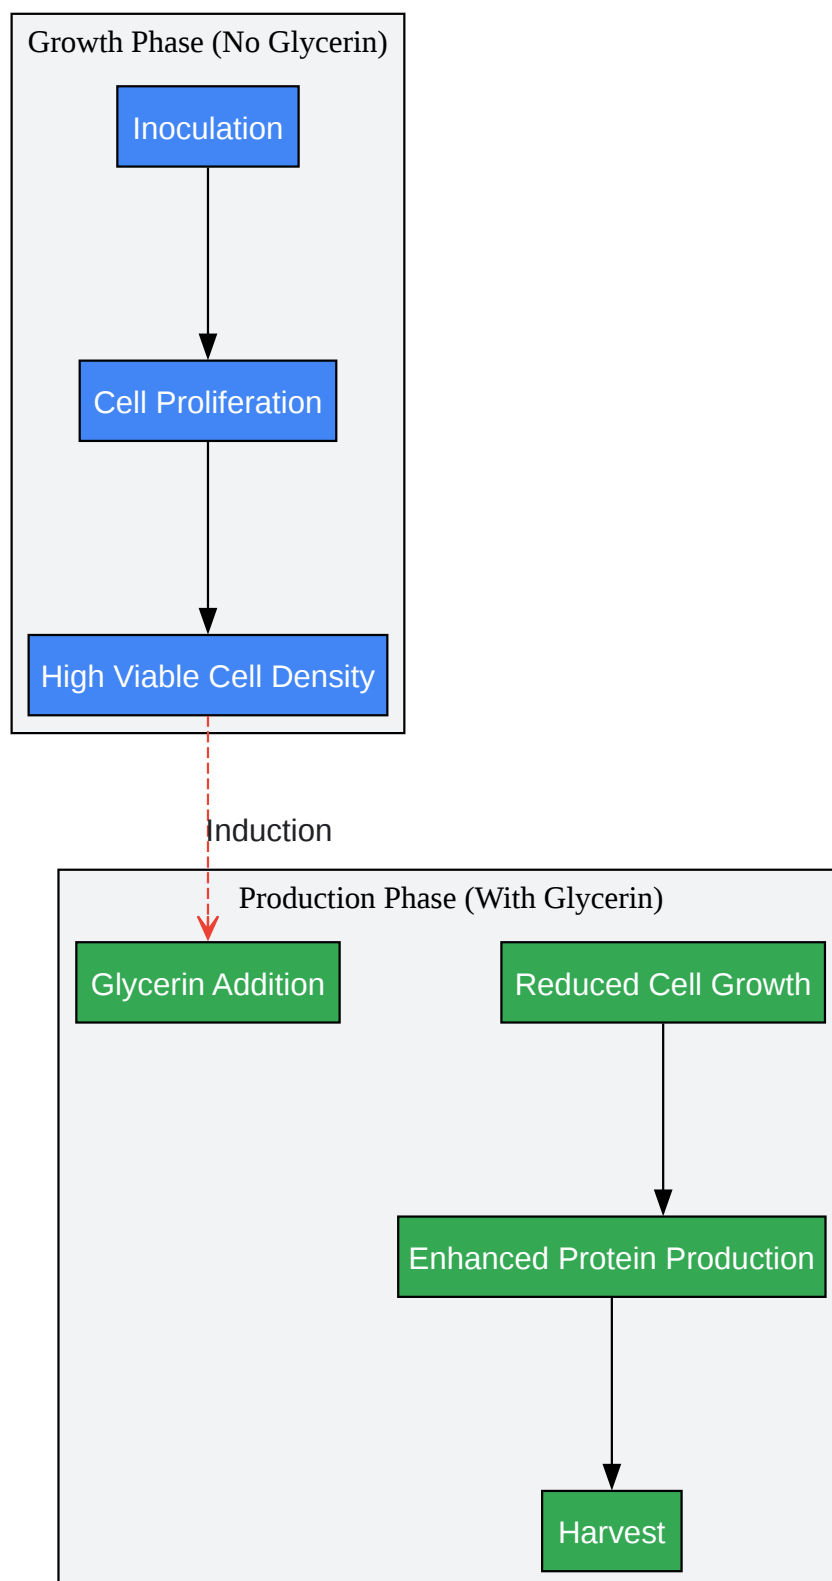 Growth Phase (No Glycerin)
Inoculation
Cell Proliferation
High Viable Cell Density
Induction
Production Phase (With Glycerin)
Glycerin Addition
Reduced Cell Growth
Enhanced Protein Production
Harvest